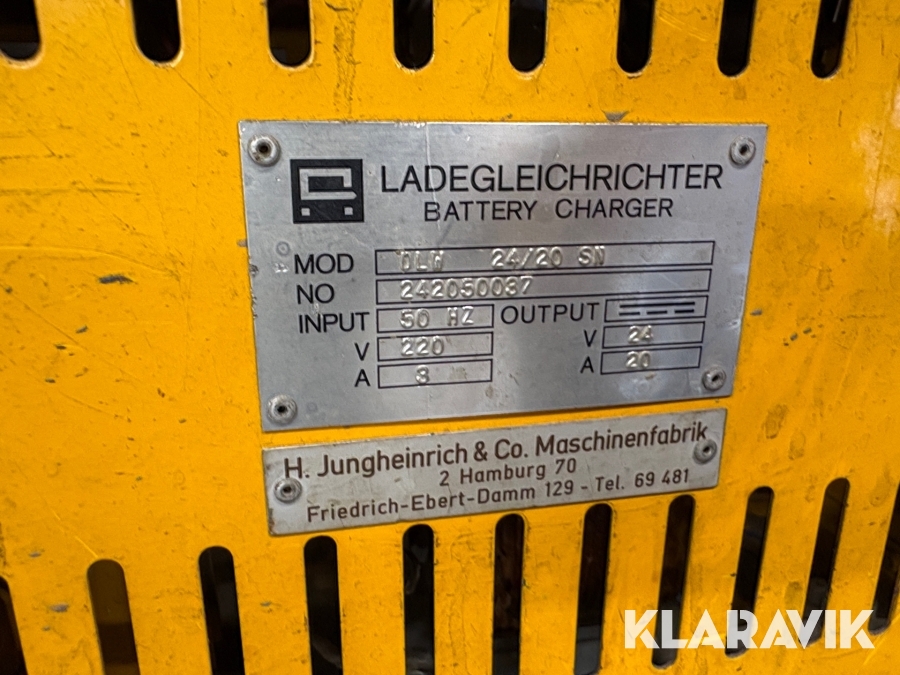 LADEGLEICHRICHTER
BATTERY CHARGER
MOD DLW 24/20 SN
NO 242050037
INPUT 50 HZ OUTPUT
V 220 V 24
A 3 A 20
H. Jungheinrich & Co. Maschinenfabrik
2 Hamburg 70
Friedrich-Ebert-Damm 129 - Tel. 69 481
KLARAVIK